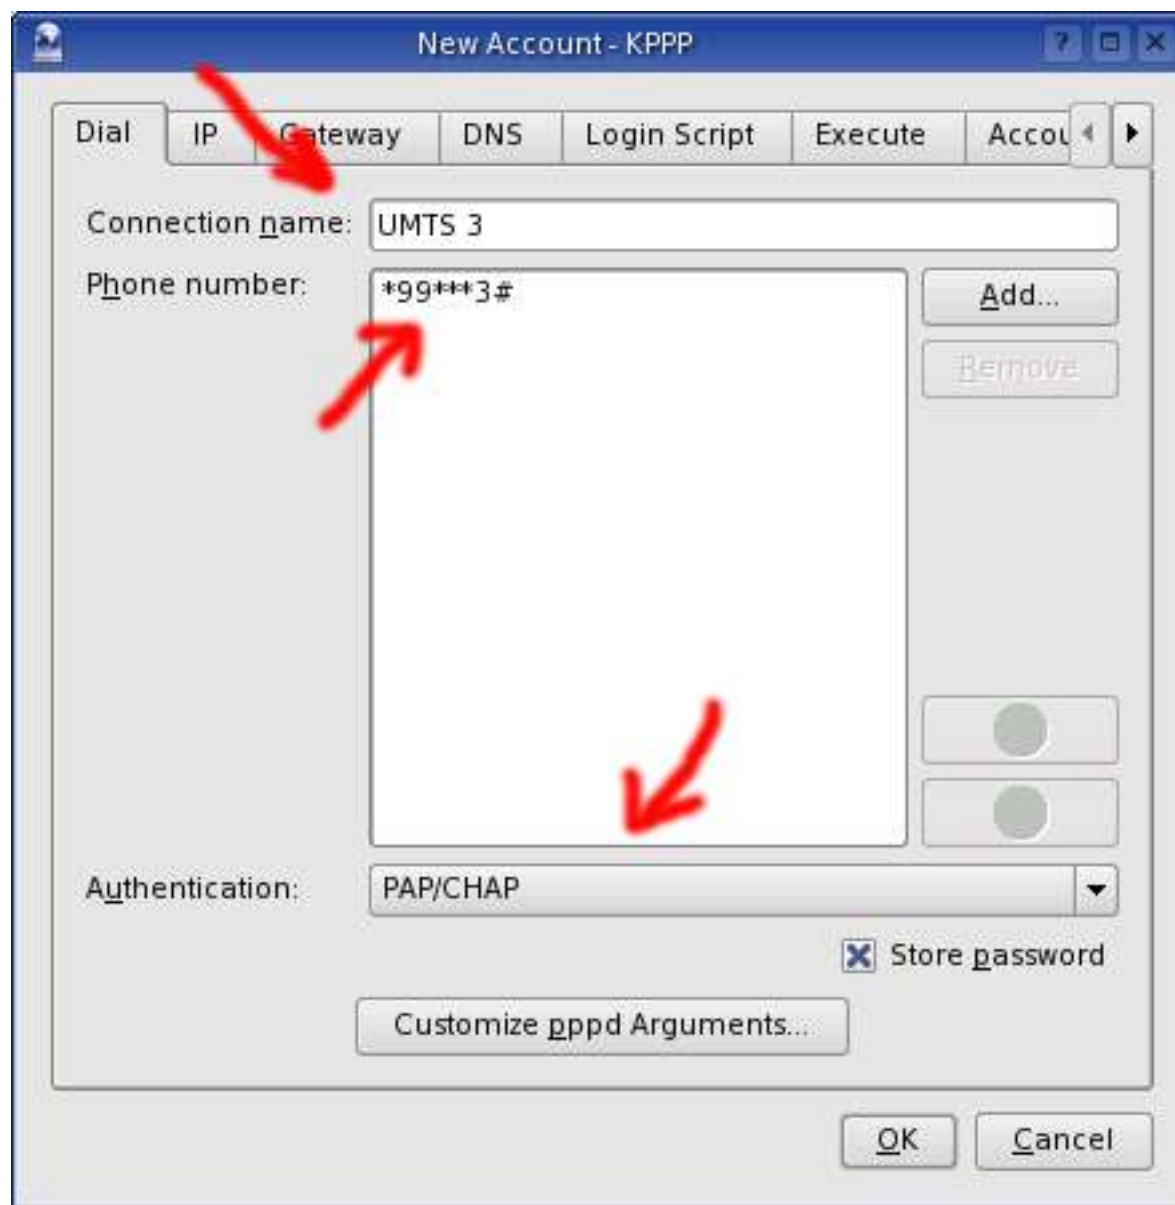 New Account - KPPP
Dial IP Gateway DNS Login Script Execute Accou
Connection name: UMTS 3
Phone number: *99***3# Add...
Remove
Authentication: PAP/CHAP
Store password
Customize pppd Arguments...
OK Cancel